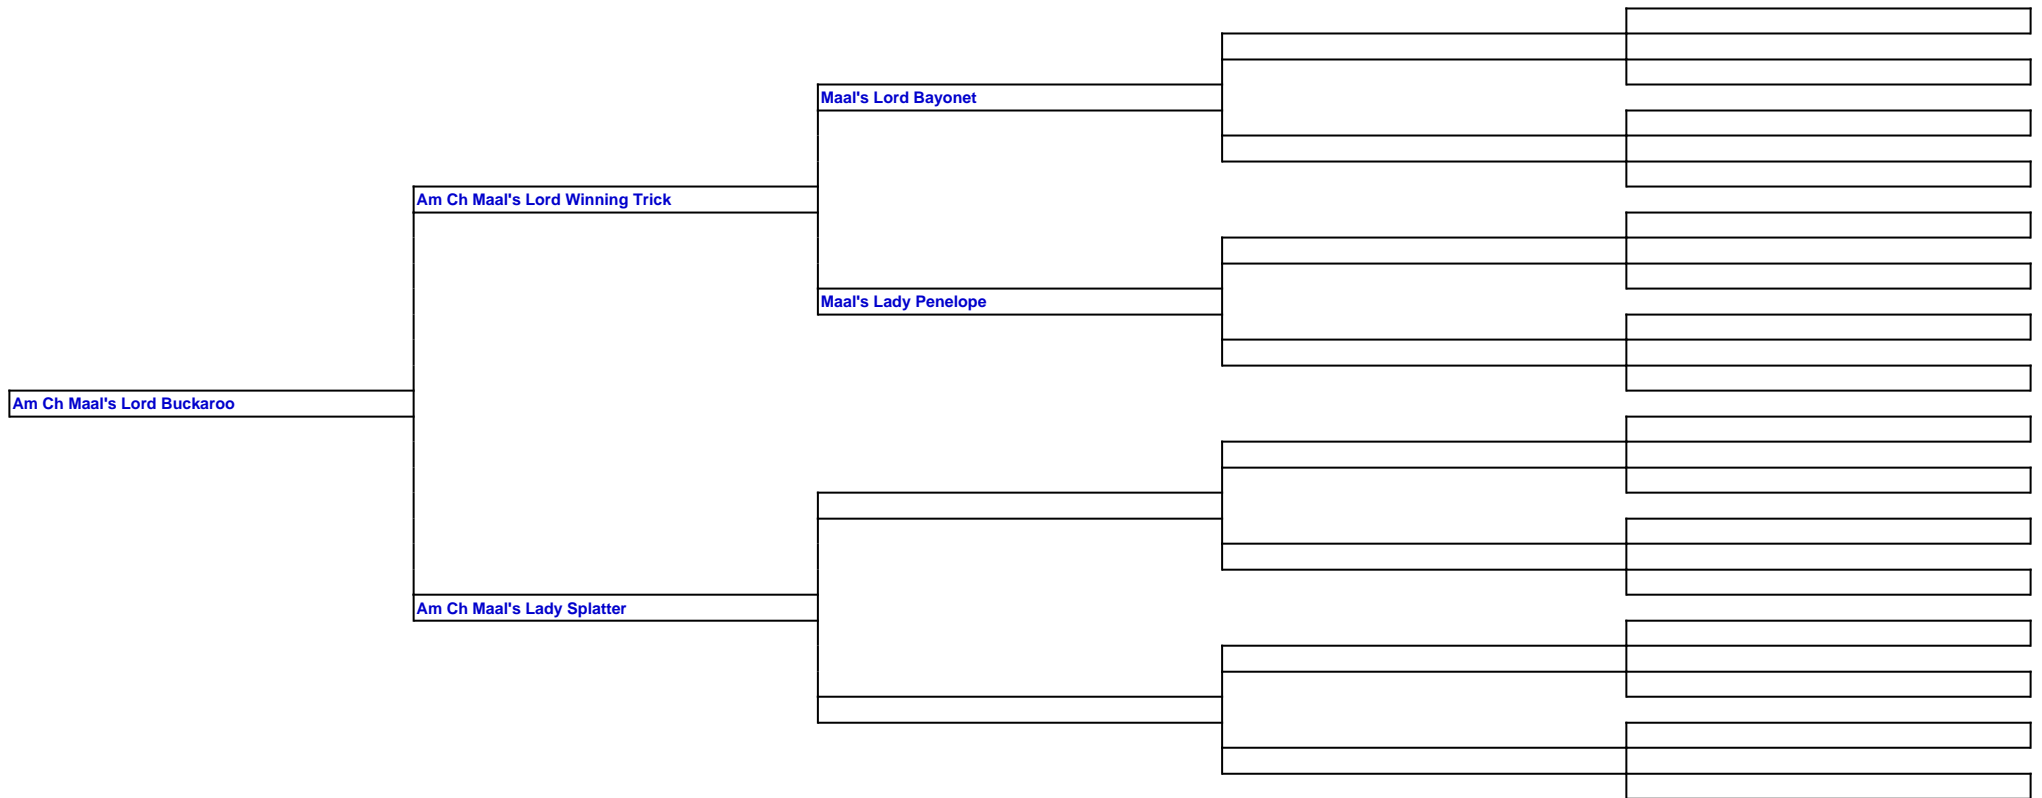 Maal's Lord Bayonet
Am Ch Maal's Lord Winning Trick
Maal's Lady Penelope
Am Ch Maal's Lord Buckaroo
Am Ch Maal's Lady Splatter